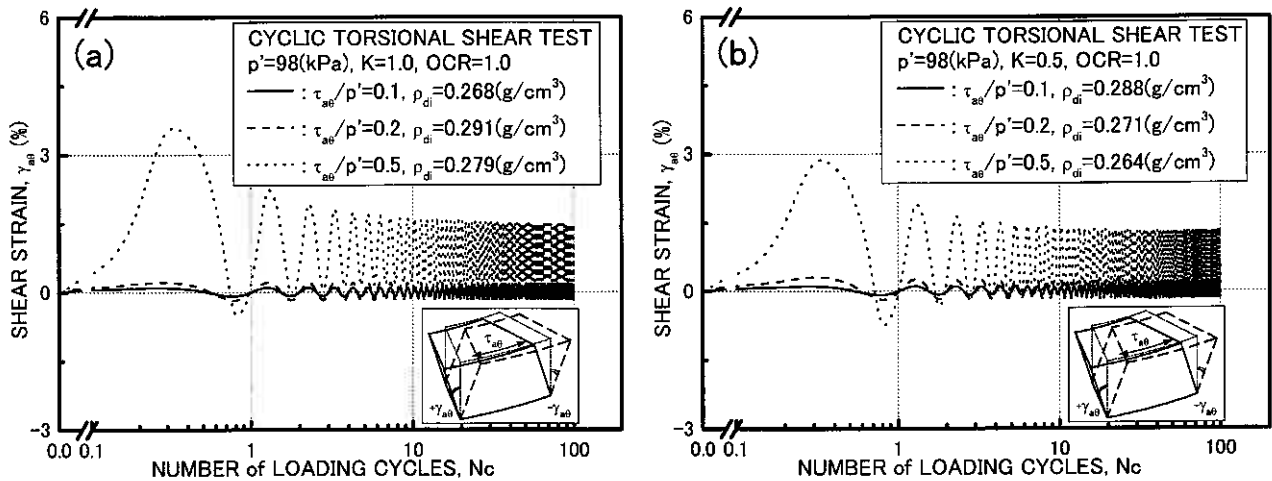 (a)
CYCLIC TORSIONAL SHEAR TEST
p'=98(kPa), K=1.0, OCR=1.0
: τaθ/p'=0.1, ρdi=0.268(g/cm³)
: τaθ/p'=0.2, ρdi=0.291(g/cm³)
: τaθ/p'=0.5, ρdi=0.279(g/cm³)
SHEAR STRAIN, γaθ (%)
6
3
0
-3
τaθ
+γaθ
-γaθ
0.0 0.1 1 10 100
NUMBER of LOADING CYCLES, Nc
(b)
CYCLIC TORSIONAL SHEAR TEST
p'=98(kPa), K=0.5, OCR=1.0
: τaθ/p'=0.1, ρdi=0.288(g/cm³)
: τaθ/p'=0.2, ρdi=0.271(g/cm³)
: τaθ/p'=0.5, ρdi=0.264(g/cm³)
SHEAR STRAIN, γaθ (%)
6
3
0
-3
τaθ
+γaθ
-γaθ
0.0 0.1 1 10 100
NUMBER of LOADING CYCLES, Nc